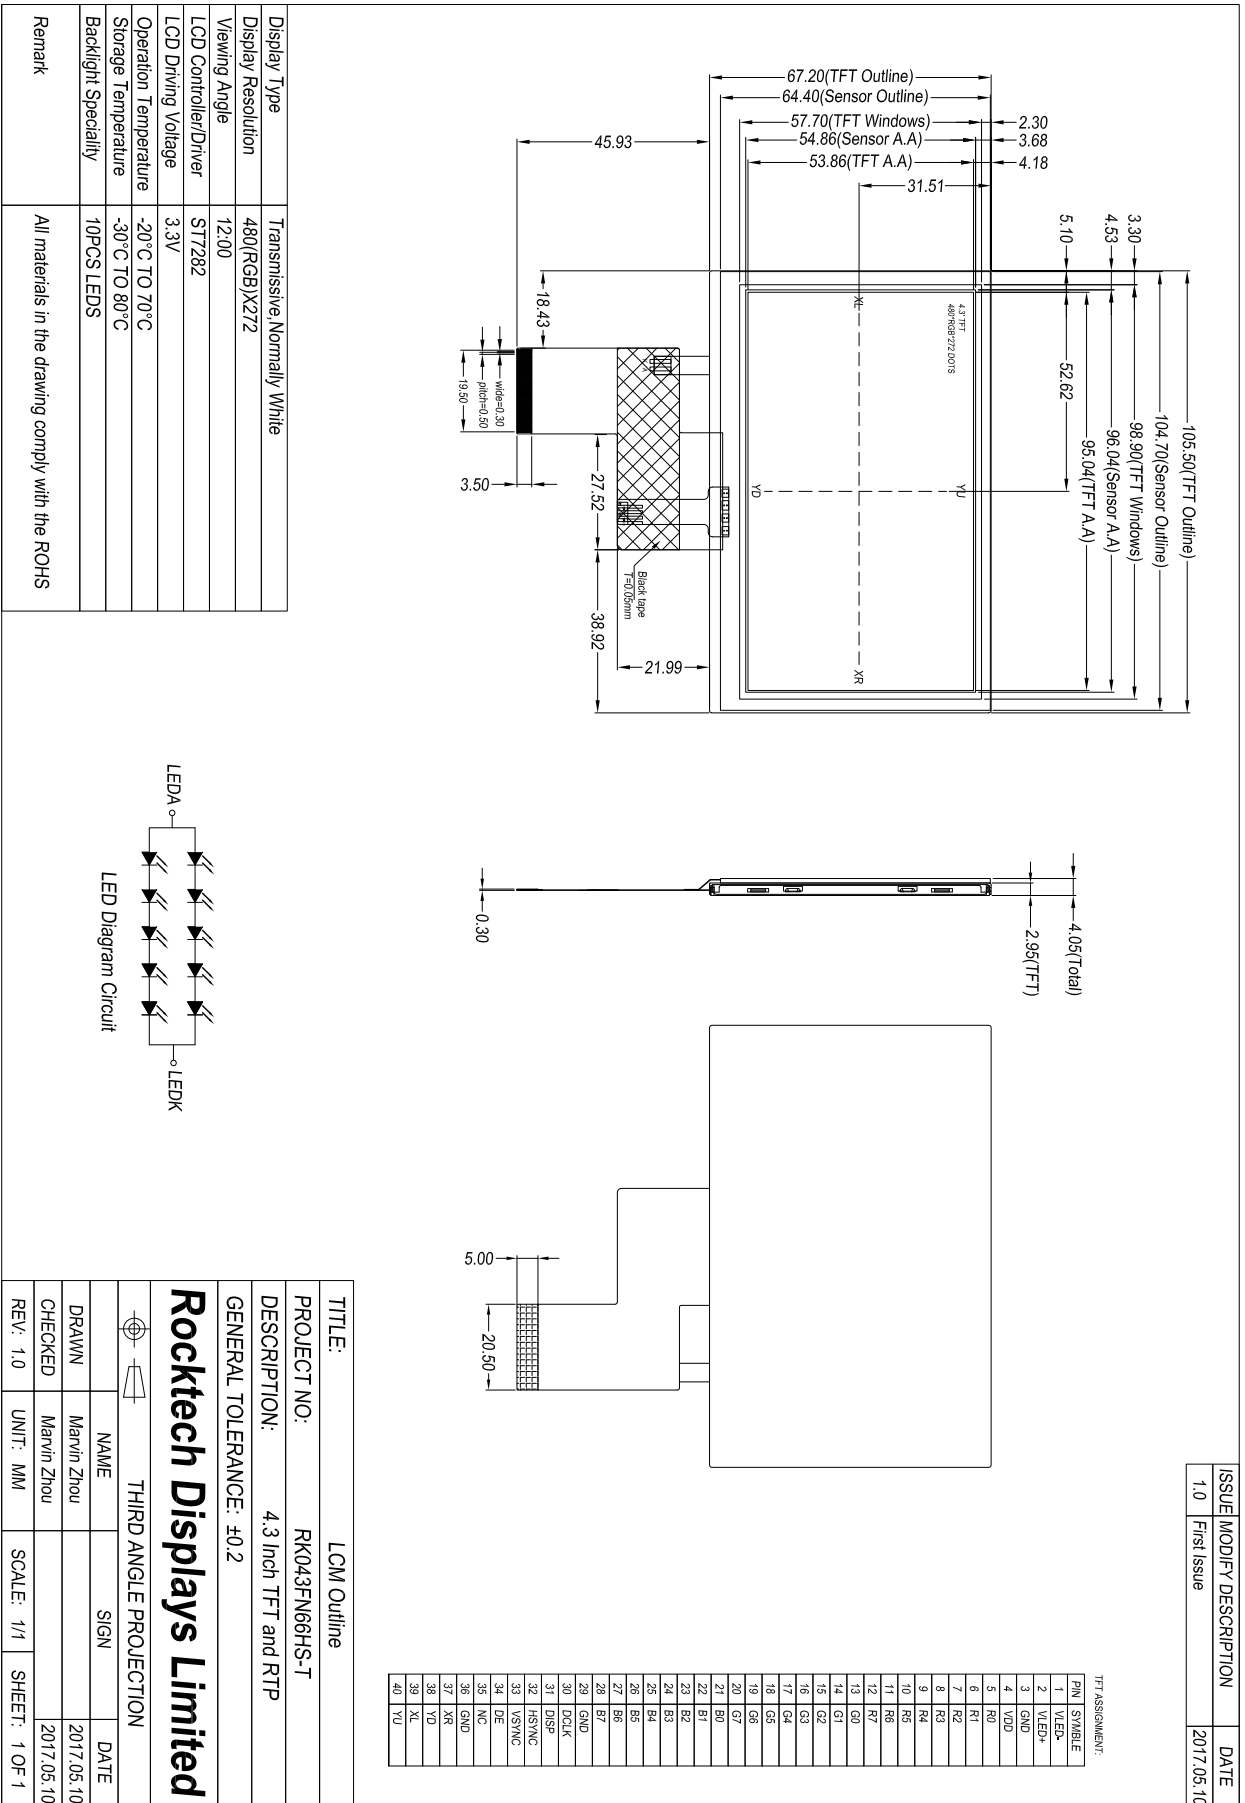 ISSUE MODIFY DESCRIPTION DATE
1.0 First Issue 2017.05.10
105.50(TFT Outline)
104.70(Sensor Outline)
98.90(TFT Windows)
96.04(Sensor A.A)
95.04(TFT A.A)
3.30
4.53
5.10
52.62
67.20(TFT Outline)
64.40(Sensor Outline)
57.70(TFT Windows)
54.86(Sensor A.A)
53.86(TFT A.A)
31.51
2.30
3.68
4.18
45.93
4.3' TFT
480*RGB*272 DOTS
XL
XR
YU
YD
18.43
wide=0.30
pitch=0.50
19.50
3.50
27.52
38.92
21.99
Black tape
T=0.05mm
4.05(Total)
2.95(TFT)
0.30
5.00
20.50
TFT ASSIGNMENT:
PIN SYMBLE
1 VLED-
2 VLED+
3 GND
4 VDD
5 R0
6 R1
7 R2
8 R3
9 R4
10 R5
11 R6
12 R7
13 G0
14 G1
15 G2
16 G3
17 G4
18 G5
19 G6
20 G7
21 B0
22 B1
23 B2
24 B3
25 B4
26 B5
27 B6
28 B7
29 GND
30 DCLK
31 DISP
32 HSYNC
33 VSYNC
34 DE
35 NC
36 GND
37 XR
38 YD
39 XL
40 YU
Display Type Transmissive,Normally White
Display Resolution 480(RGB)X272
Viewing Angle 12:00
LCD Controller/Driver ST7282
LCD Driving Voltage 3.3V
Operation Temperature -20°C TO 70°C
Storage Temperature -30°C TO 80°C
Backlight Speciality 10PCS LEDS
Remark All materials in the drawing comply with the ROHS
LEDA
LEDK
LED Diagram Circuit
TITLE: LCM Outline
PROJECT NO: RK043FN66HS-T
DESCRIPTION: 4.3 Inch TFT and RTP
GENERAL TOLERANCE: ±0.2
Rocktech Displays Limited
THIRD ANGLE PROJECTION
NAME SIGN DATE
DRAWN Marvin Zhou 2017.05.10
CHECKED Marvin Zhou 2017.05.10
REV: 1.0 UNIT: MM SCALE: 1/1 SHEET: 1 OF 1